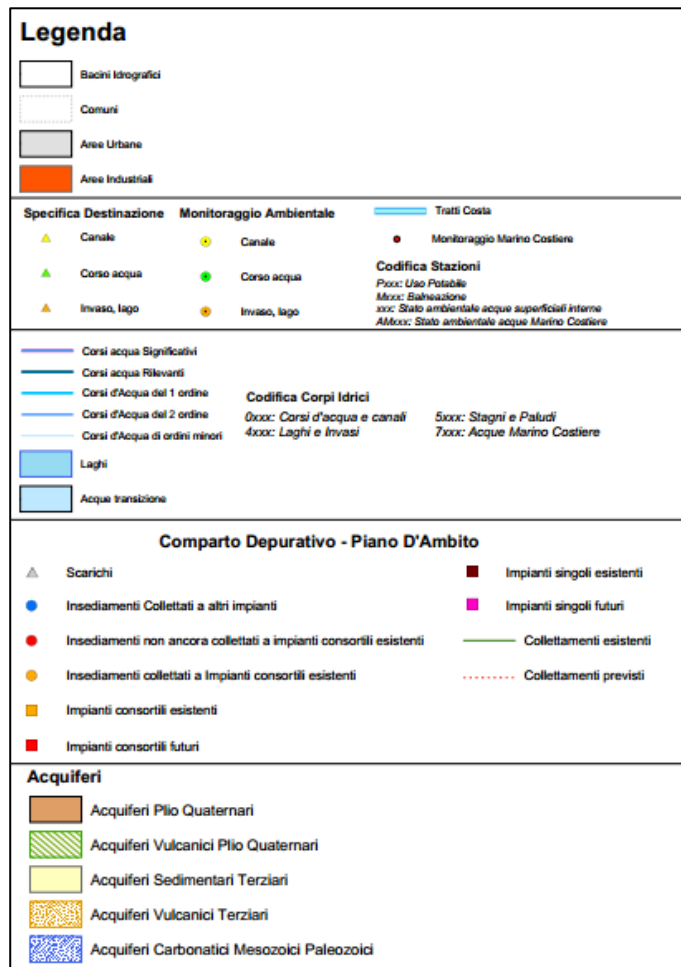 Legenda
Bacini Idrografici
Comuni
Aree Urbane
Aree Industriali
Specifica Destinazione
Canale
Corso acqua
Invaso, lago
Monitoraggio Ambientale
Canale
Corso acqua
Invaso, lago
Tratti Costa
Monitoraggio Marino Costiere
Codifica Stazioni
Pxxx: Uso Potabile
Mxxx: Balneazione
xxx: Stato ambientale acque superficiali interne
AMxxx: Stato ambientale acque Marino Costiere
Corsi acqua Significativi
Corsi acqua Rilevanti
Corsi d'Acqua del 1 ordine
Corsi d'Acqua del 2 ordine
Corsi d'Acqua di ordini minori
Laghi
Acque transizione
Codifica Corpi Idrici
0xxx: Corsi d'acqua e canali
4xxx: Laghi e Invasi
5xxx: Stagni e Paludi
7xxx: Acque Marino Costiere
Comparto Depurativo - Piano D'Ambito
Scarichi
Insediamenti Collettati a altri impianti
Insediamenti non ancora collettati a impianti consortili esistenti
Insediamenti collettati a Impianti consortili esistenti
Impianti consortili esistenti
Impianti consortili futuri
Impianti singoli esistenti
Impianti singoli futuri
Collettamenti esistenti
Collettamenti previsti
Acquiferi
Acquiferi Plio Quaternari
Acquiferi Vulcanici Plio Quaternari
Acquiferi Sedimentari Terziari
Acquiferi Vulcanici Terziari
Acquiferi Carbonatici Mesozoici Paleozoici